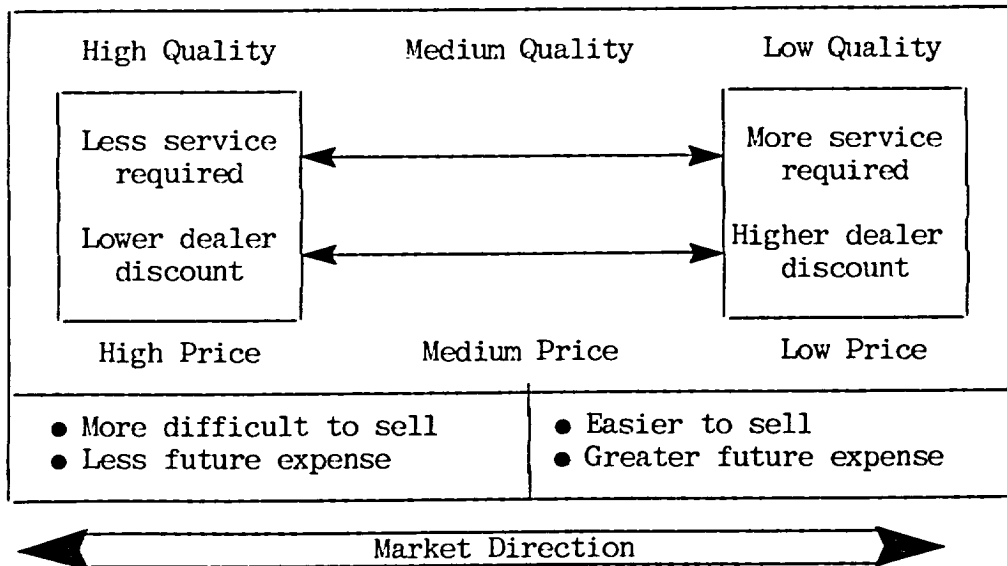 High Quality
Medium Quality
Low Quality
Less service
required
More service
required
Lower dealer
discount
Higher dealer
discount
High Price
Medium Price
Low Price
● More difficult to sell
● Less future expense
● Easier to sell
● Greater future expense
Market Direction